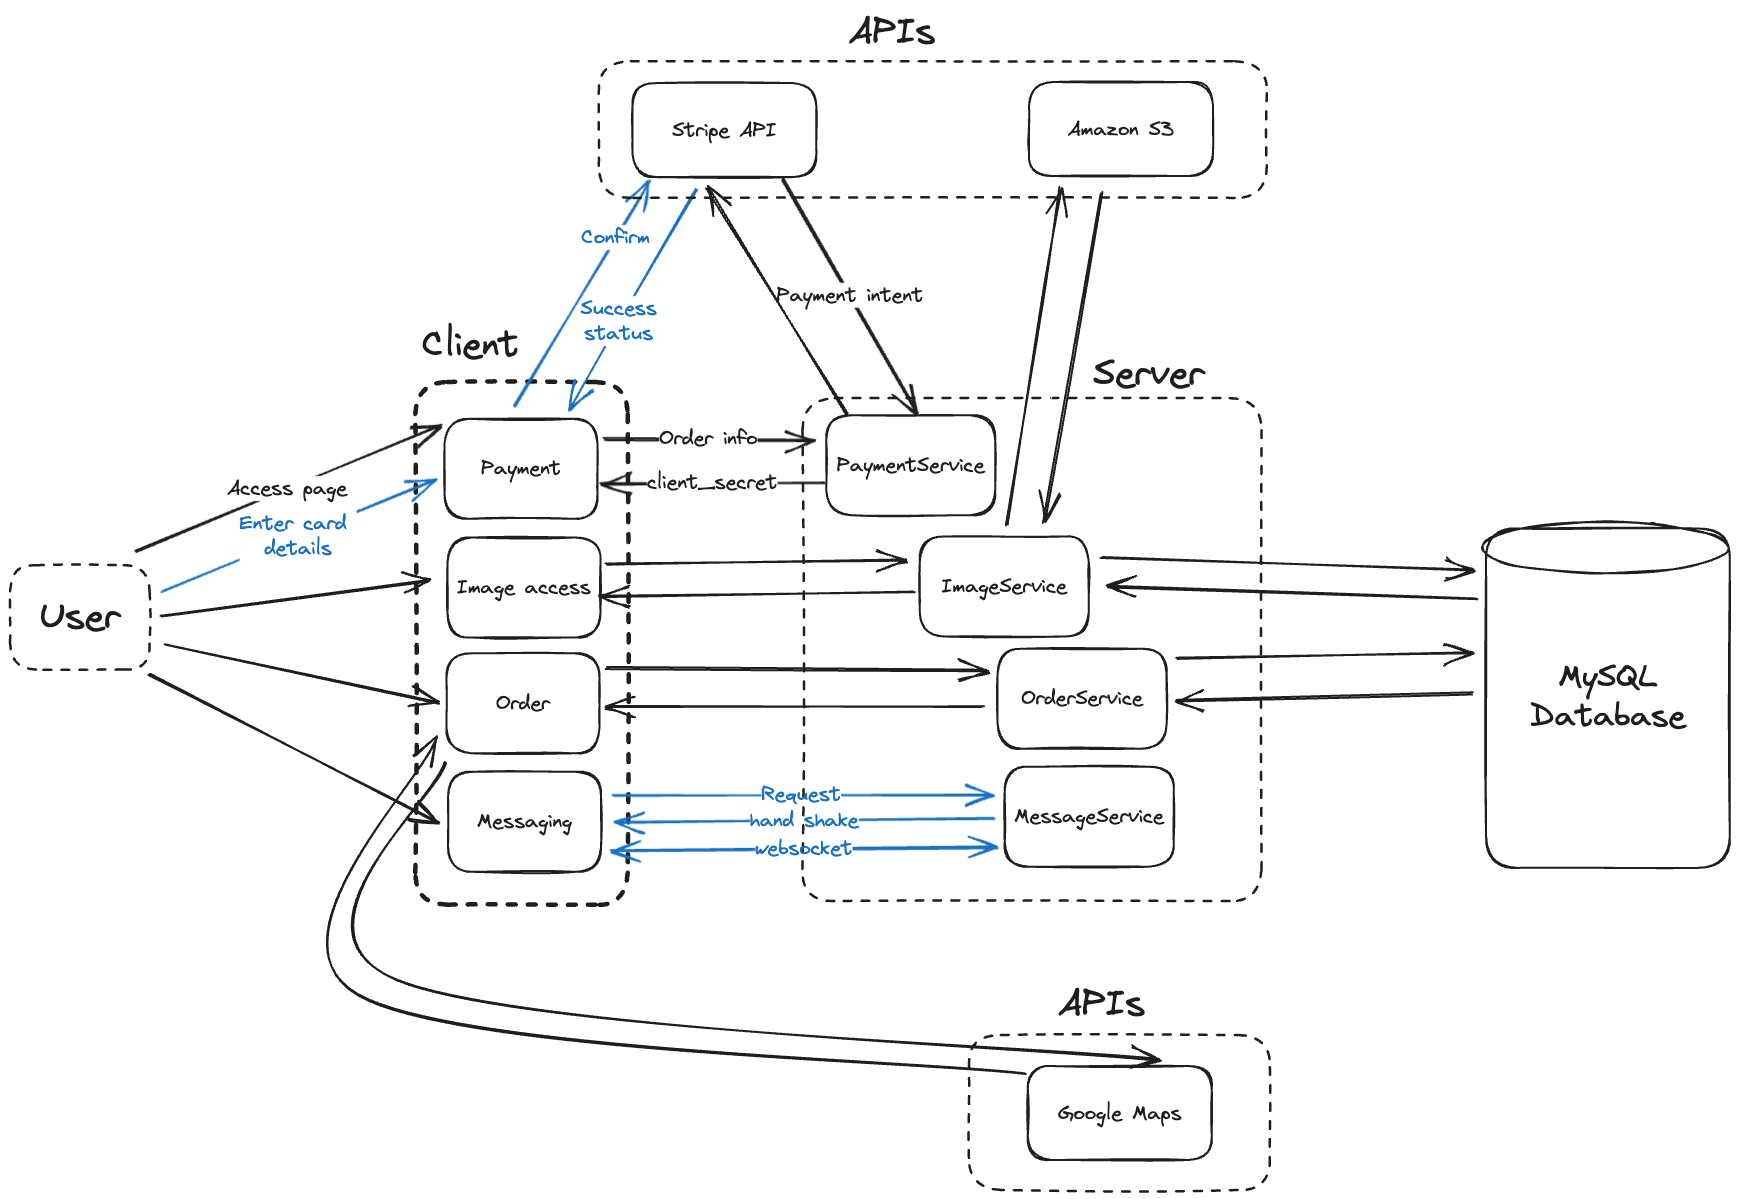 APIs
Stripe API
Amazon S3
Confirm
Success
status
Payment intent
Client
Server
Payment
Order info
client_secret
PaymentService
Access page
Enter card
details
User
Image access
ImageService
Order
OrderService
MySQL
Database
Messaging
Request
hand shake
websocket
MessageService
APIs
Google Maps